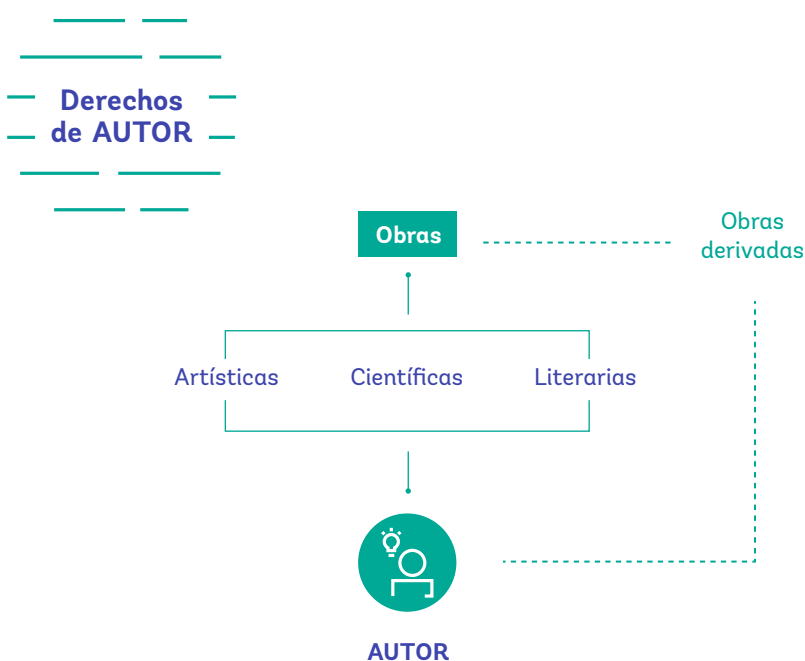 Derechos
de AUTOR
Obras
Obras
derivadas
Artísticas
Científicas
Literarias
AUTOR